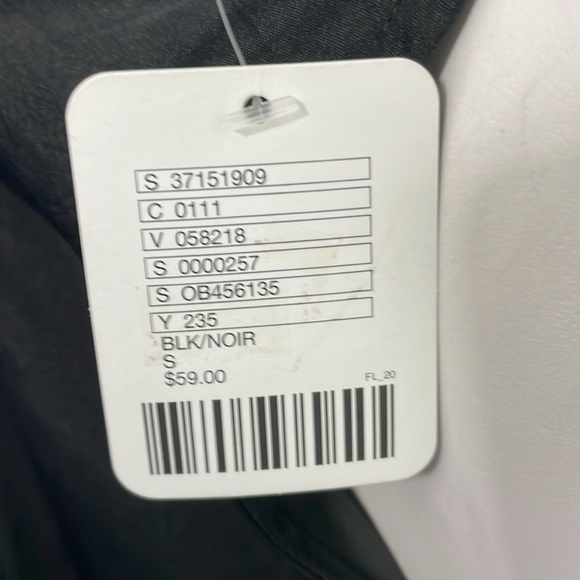 S 37151909
C 0111
V 058218
S 0000257
S OB456135
Y 235
BLK/NOIR
S
$59.00
FL_20